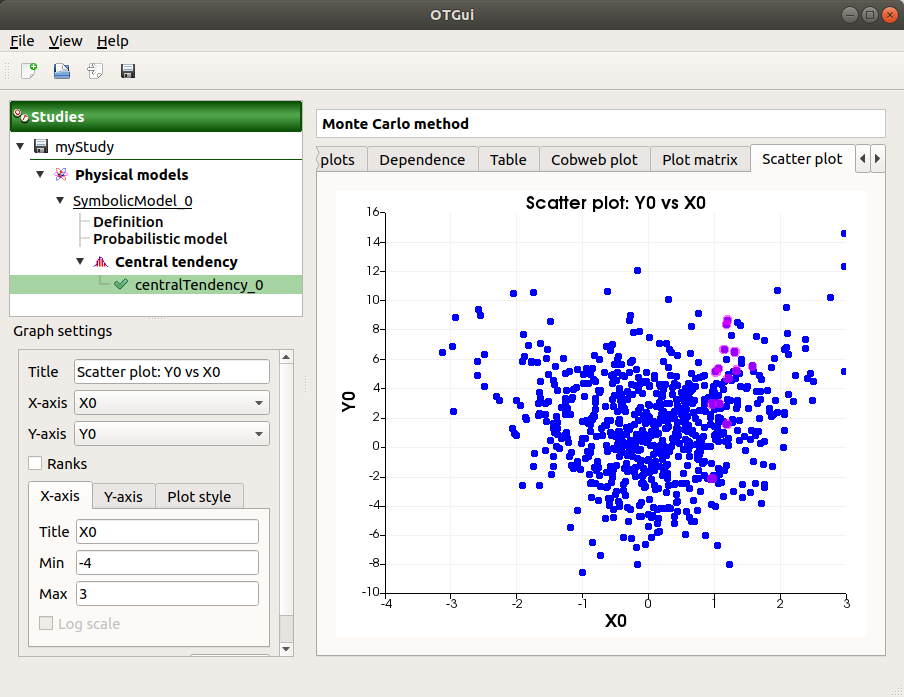 OTGui
File View Help
Studies
myStudy
Physical models
SymbolicModel_0
Definition
Probabilistic model
Central tendency
centralTendency_0
Graph settings
Title Scatter plot: Y0 vs X0
X-axis X0
Y-axis Y0
Ranks
X-axis Y-axis Plot style
Title X0
Min -4
Max 3
Log scale
Monte Carlo method
plots Dependence Table Cobweb plot Plot matrix Scatter plot
Scatter plot: Y0 vs X0
16
14
12
10
8
6
4
2
0
-2
-4
-6
-8
-10
Y0
-4 -3 -2 -1 0 1 2 3
X0